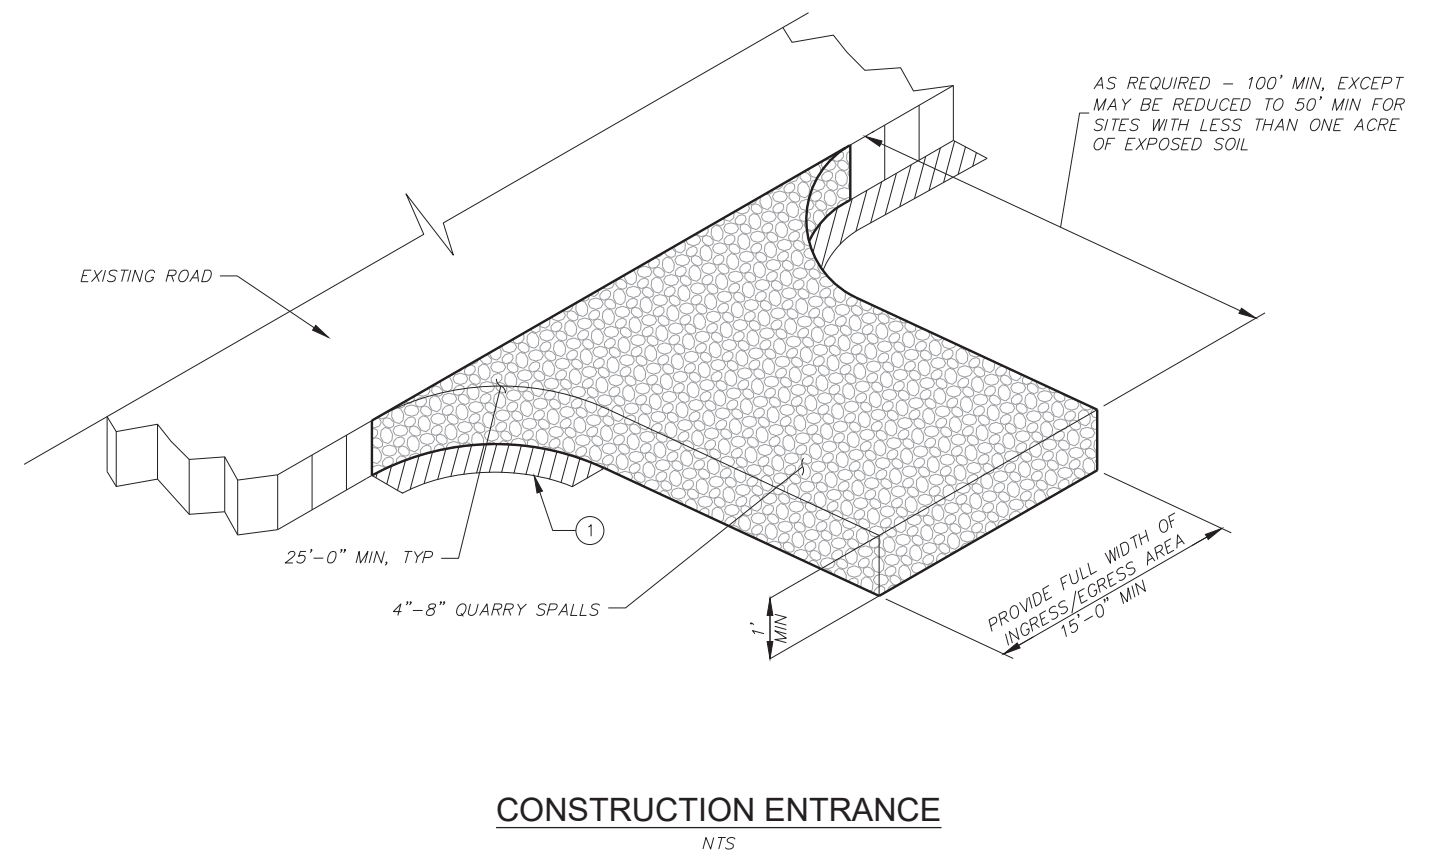 AS REQUIRED – 100' MIN, EXCEPT
MAY BE REDUCED TO 50' MIN FOR
SITES WITH LESS THAN ONE ACRE
OF EXPOSED SOIL
EXISTING ROAD
1
25'–0" MIN, TYP
4"–8" QUARRY SPALLS
1'
MIN
PROVIDE FULL WIDTH OF
INGRESS/EGRESS AREA
15'–0" MIN
CONSTRUCTION ENTRANCE
NTS